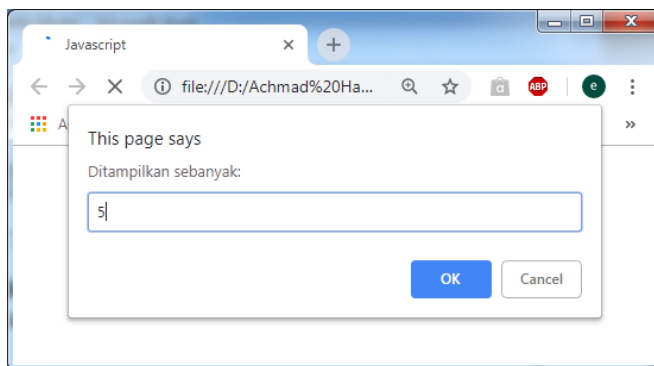 Javascript
file:///D:/Achmad%20Ha...
ABP
e
This page says
Ditampilkan sebanyak:
5
OK
Cancel